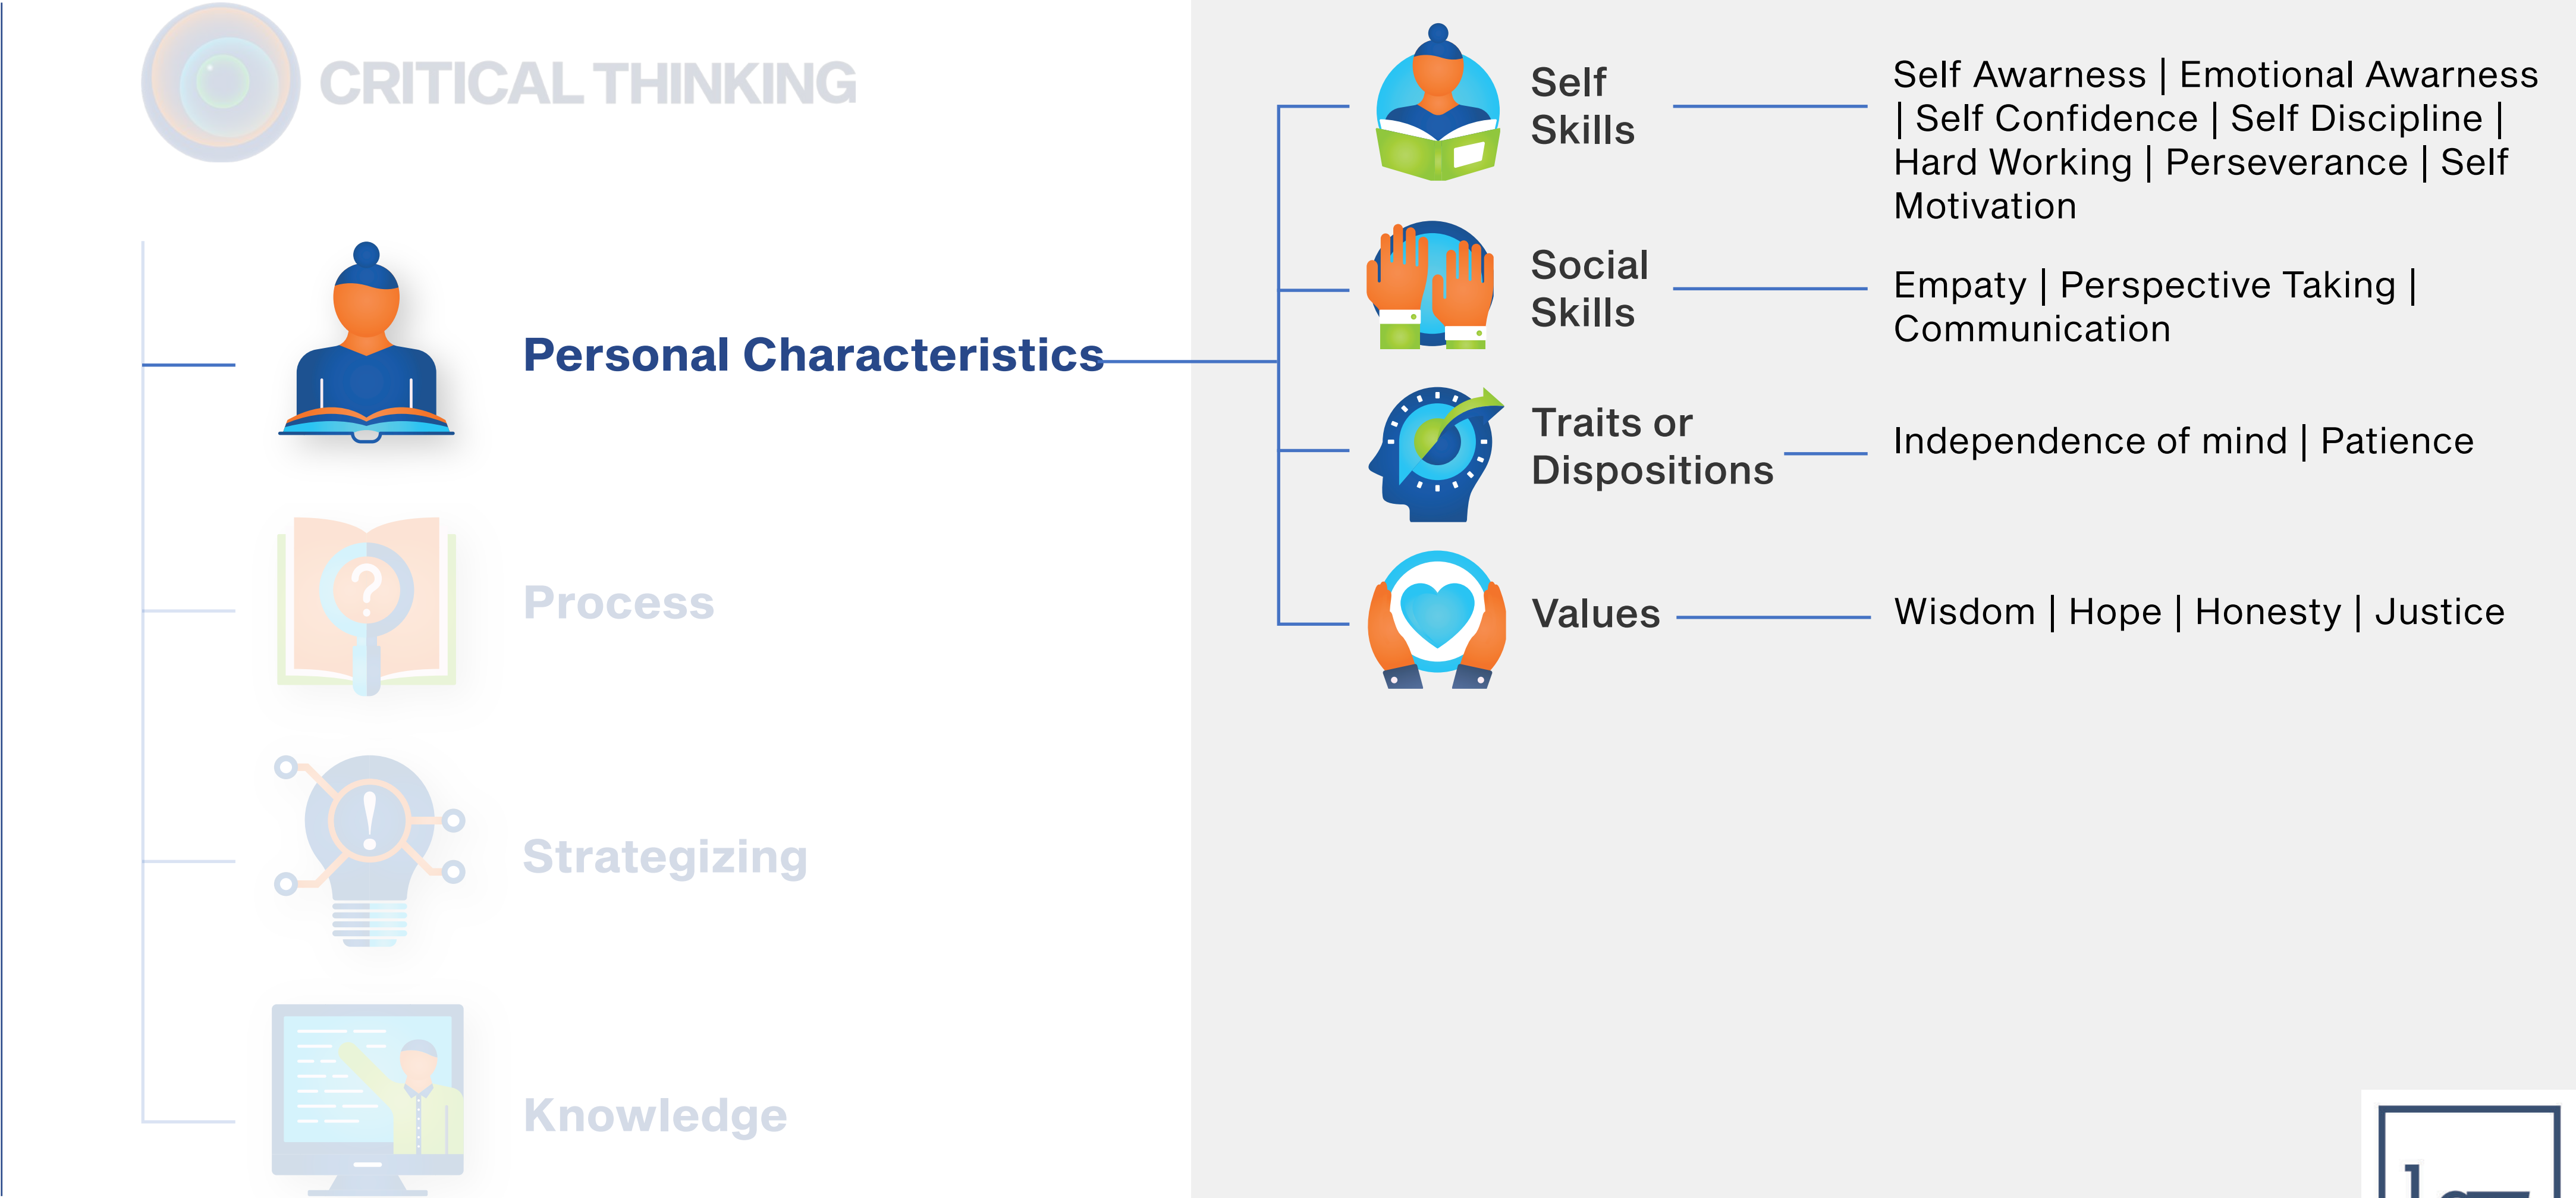 CRITICAL THINKING
Personal Characteristics
Process
Strategizing
Knowledge
Self
Skills
Self Awarness | Emotional Awarness
| Self Confidence | Self Discipline |
Hard Working | Perseverance | Self
Motivation
Social
Skills
Empaty | Perspective Taking |
Communication
Traits or
Dispositions
Independence of mind | Patience
Values
Wisdom | Hope | Honesty | Justice